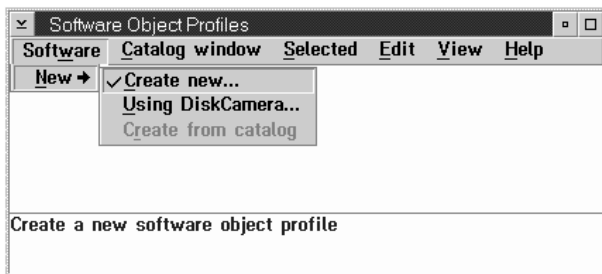 Software Object Profiles
Software Catalog window Selected Edit View Help
New
Create new...
Using DiskCamera...
Create from catalog
Create a new software object profile